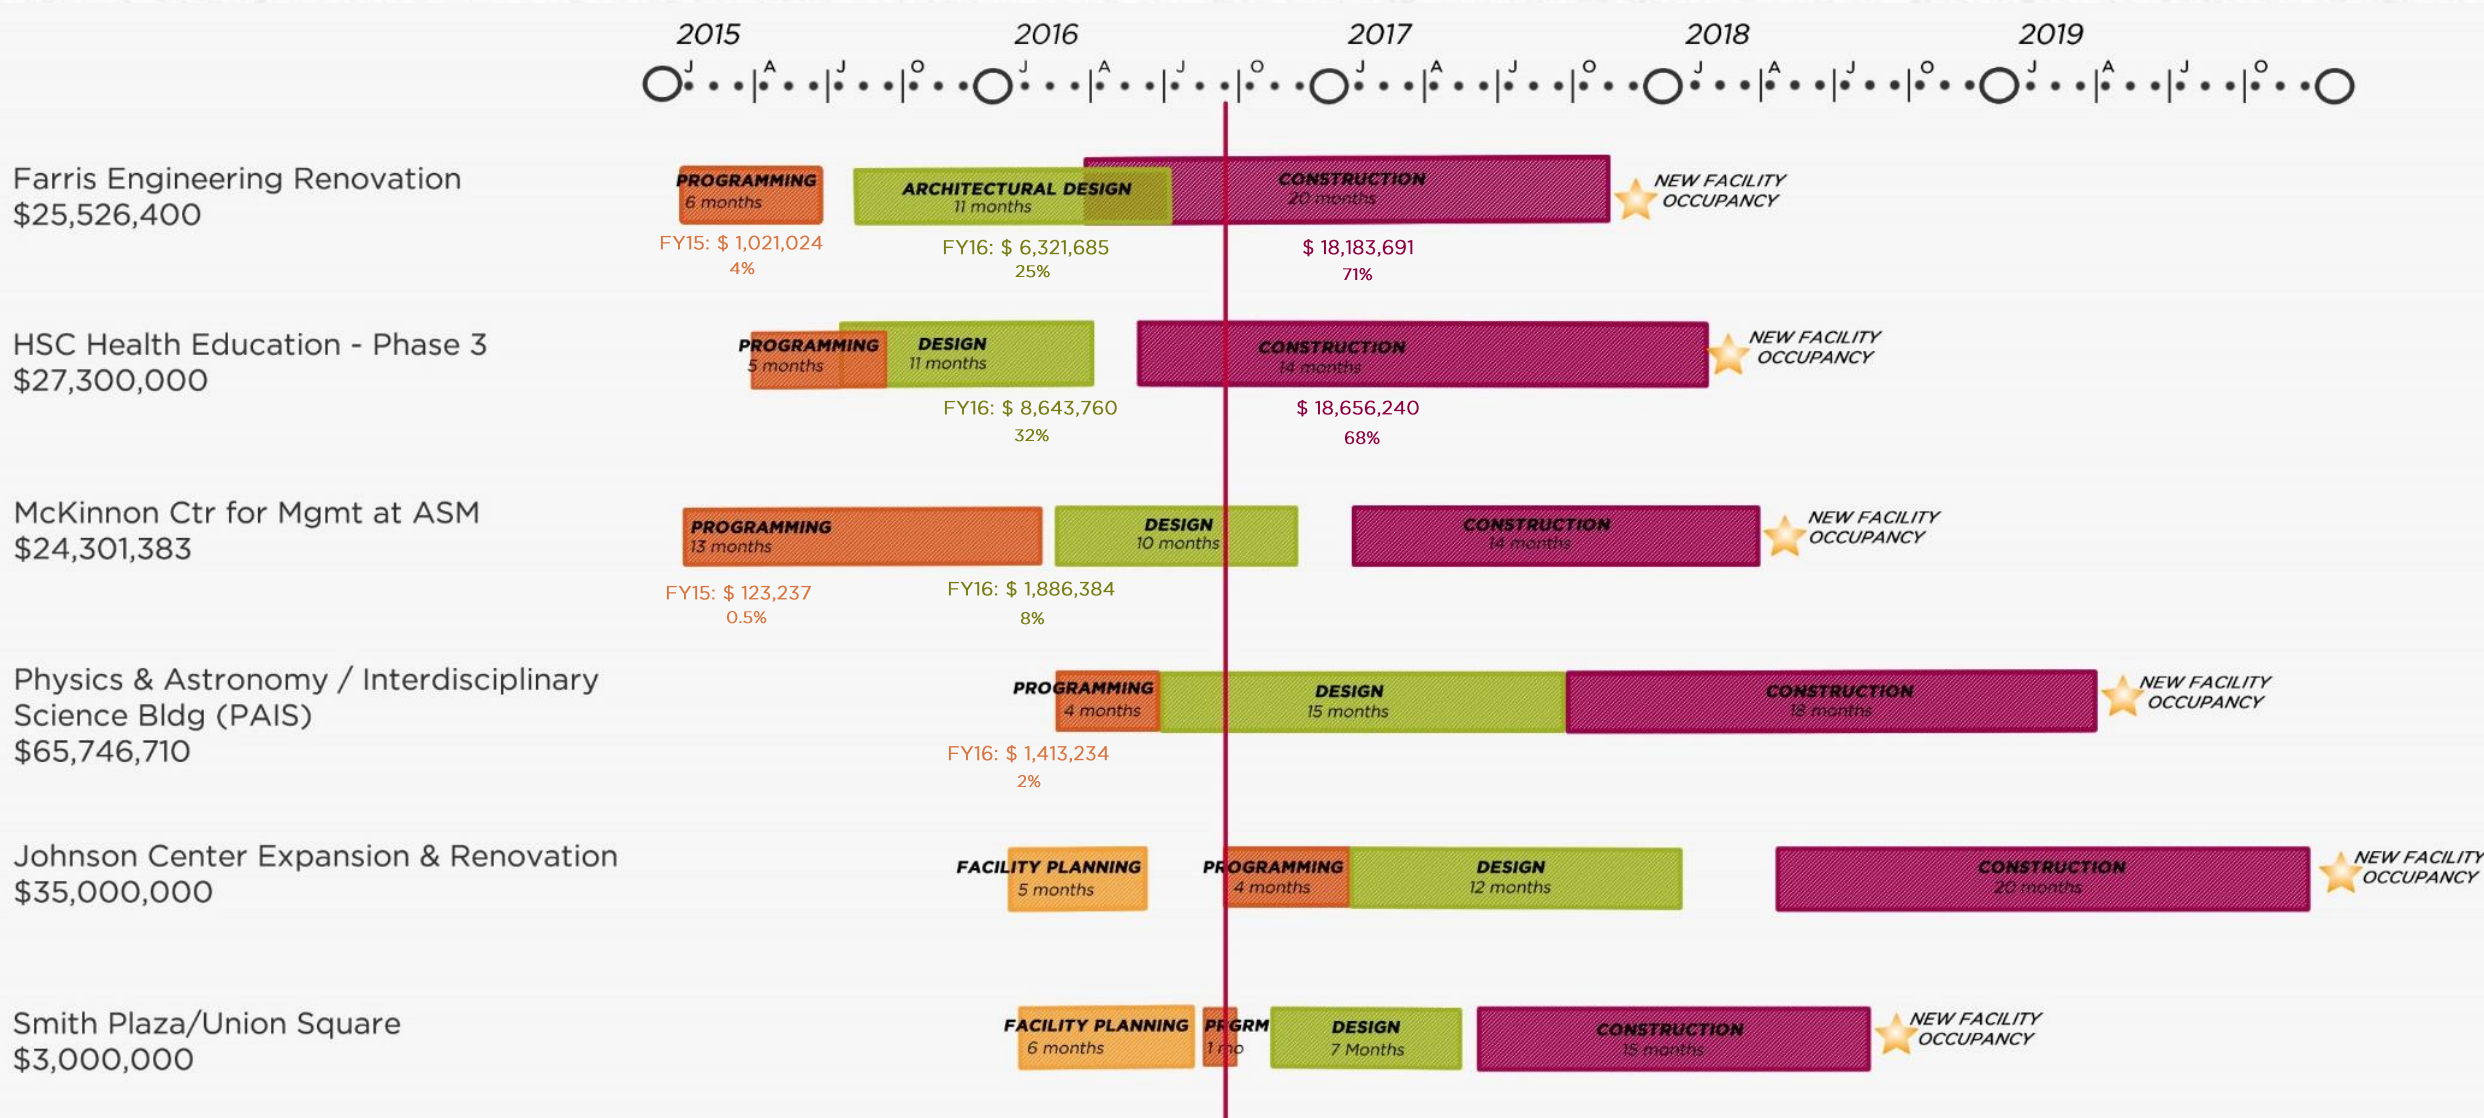 2015 2016 2017 2018 2019
J A J O J A J O J A J O J A J O J A J O
Farris Engineering Renovation
$25,526,400
PROGRAMMING
6 months
ARCHITECTURAL DESIGN
11 months
CONSTRUCTION
20 months
NEW FACILITY
OCCUPANCY
FY15: $ 1,021,024
4%
FY16: $ 6,321,685
25%
$ 18,183,691
71%
HSC Health Education - Phase 3
$27,300,000
PROGRAMMING
5 months
DESIGN
11 months
CONSTRUCTION
14 months
NEW FACILITY
OCCUPANCY
FY16: $ 8,643,760
32%
$ 18,656,240
68%
McKinnon Ctr for Mgmt at ASM
$24,301,383
PROGRAMMING
13 months
DESIGN
10 months
CONSTRUCTION
14 months
NEW FACILITY
OCCUPANCY
FY15: $ 123,237
0.5%
FY16: $ 1,886,384
8%
Physics & Astronomy / Interdisciplinary
Science Bldg (PAIS)
$65,746,710
PROGRAMMING
4 months
DESIGN
15 months
CONSTRUCTION
18 months
NEW FACILITY
OCCUPANCY
FY16: $ 1,413,234
2%
Johnson Center Expansion & Renovation
$35,000,000
FACILITY PLANNING
5 months
PROGRAMMING
4 months
DESIGN
12 months
CONSTRUCTION
20 months
NEW FACILITY
OCCUPANCY
Smith Plaza/Union Square
$3,000,000
FACILITY PLANNING
6 months
PRGRM
1 mo
DESIGN
7 Months
CONSTRUCTION
15 months
NEW FACILITY
OCCUPANCY